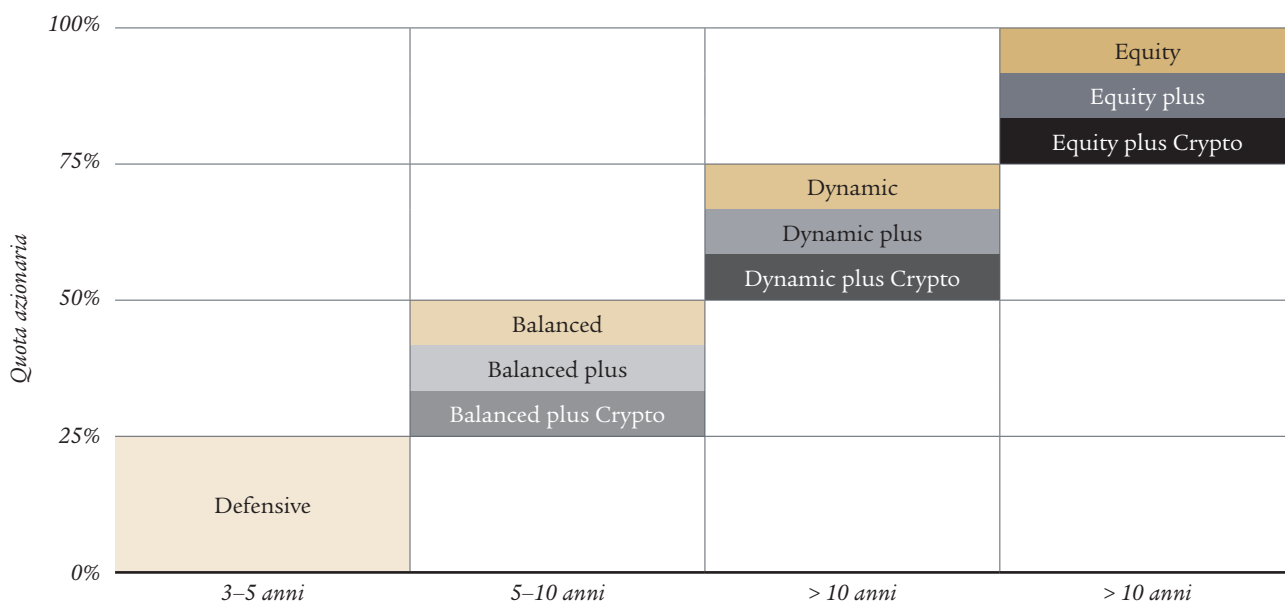 100%
Equity
Equity plus
Equity plus Crypto
75%
Dynamic
Dynamic plus
Dynamic plus Crypto
50%
Balanced
Balanced plus
Balanced plus Crypto
25%
Defensive
0%
Quota azionaria
3–5 anni
5–10 anni
> 10 anni
> 10 anni